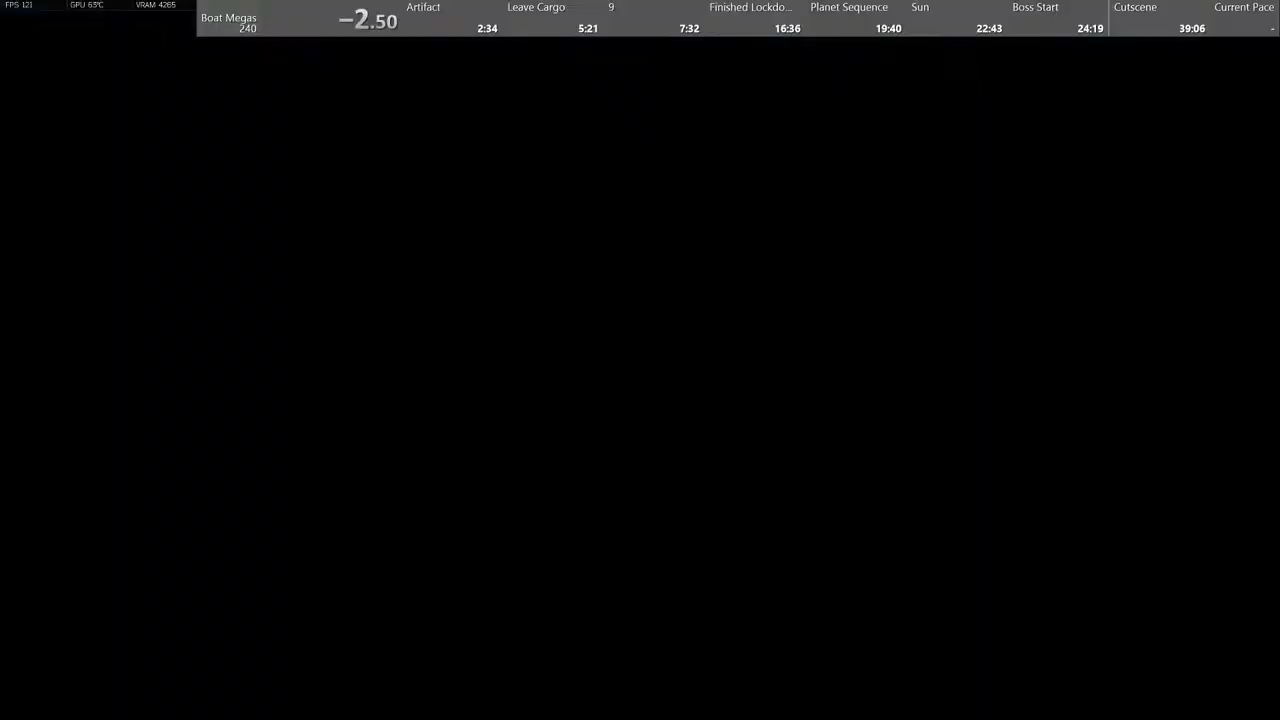 FPS 121 GPU 63°C VRAM 4265
Boat Megas
240
−2.50
Artifact Leave Cargo 9 Finished Lockdo... Planet Sequence Sun Boss Start Cutscene Current Pace
2:34 5:21 7:32 16:36 19:40 22:43 24:19 39:06 -